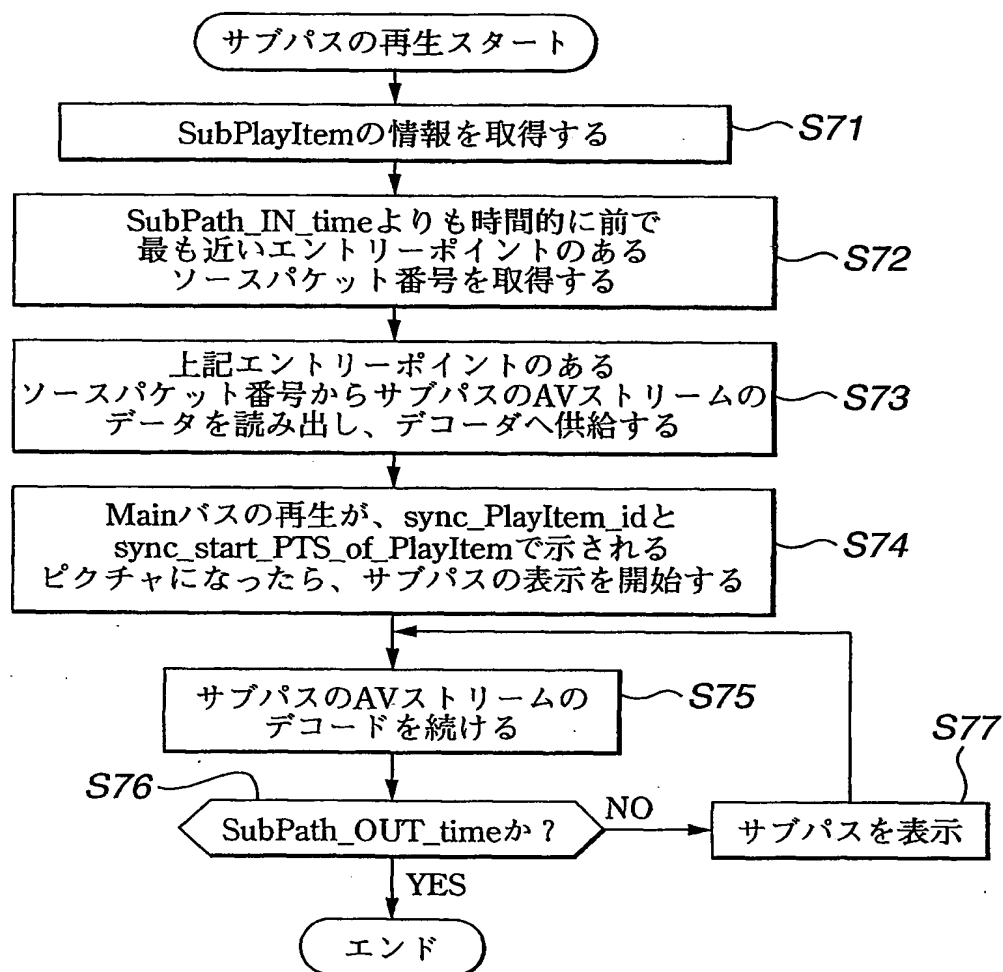 サブパスの再生スタート
SubPlayItemの情報を取得する
S71
SubPath_IN_timeよりも時間的に前で
最も近いエントリーポイントのある
ソースパケット番号を取得する
S72
上記エントリーポイントのある
ソースパケット番号からサブパスのAVストリームの
データを読み出し、デコーダへ供給する
S73
Mainパスの再生が、sync_PlayItem_idと
sync_start_PTS_of_PlayItemで示される
ピクチャになったら、サブパスの表示を開始する
S74
サブパスのAVストリームの
デコードを続ける
S75
S76
SubPath_OUT_timeか？
NO
S77
サブパスを表示
YES
エンド